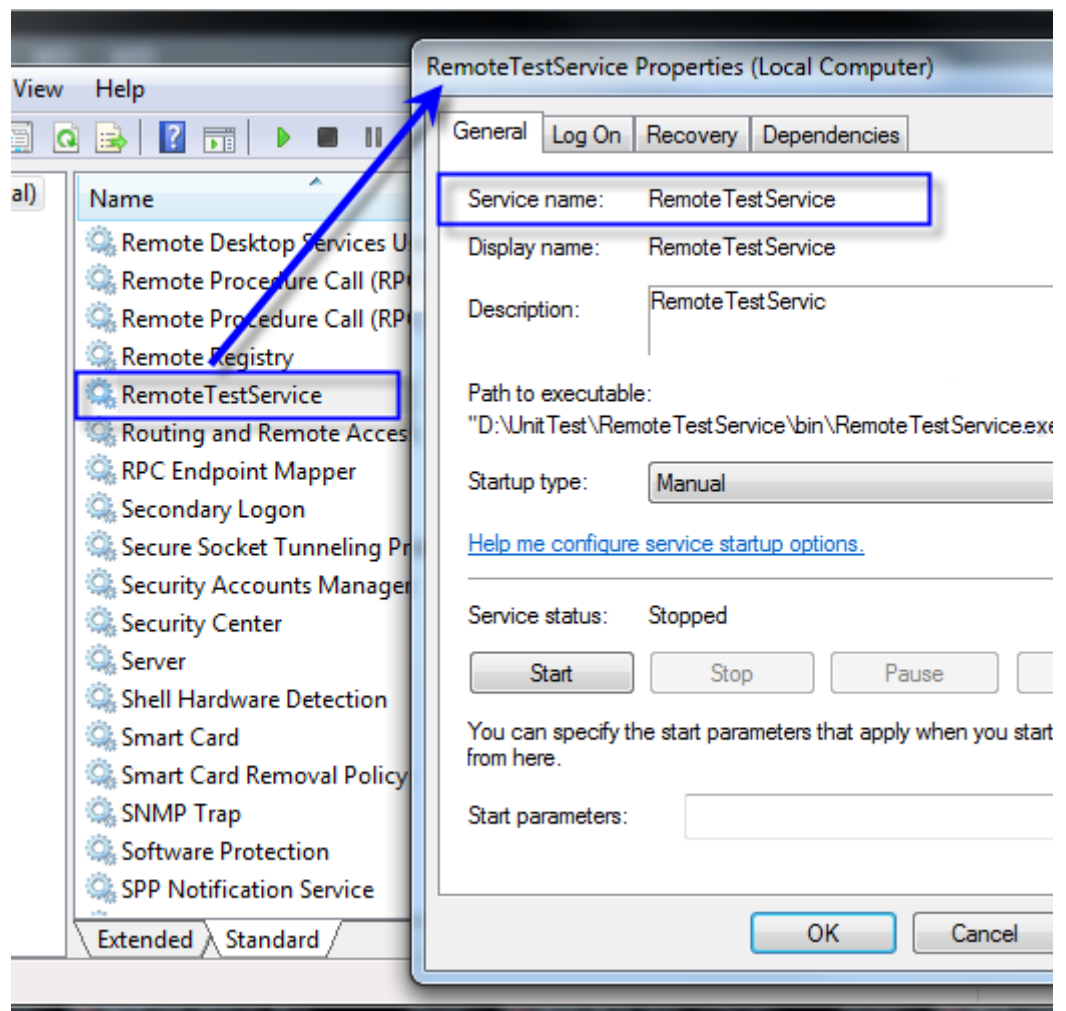 View Help
al)
Name
Remote Desktop Services U
Remote Procedure Call (RP
Remote Procedure Call (RP
Remote Registry
RemoteTestService
Routing and Remote Acces
RPC Endpoint Mapper
Secondary Logon
Secure Socket Tunneling Pr
Security Accounts Manager
Security Center
Server
Shell Hardware Detection
Smart Card
Smart Card Removal Policy
SNMP Trap
Software Protection
SPP Notification Service
Extended Standard
RemoteTestService Properties (Local Computer)
General Log On Recovery Dependencies
Service name: RemoteTestService
Display name: RemoteTestService
Description: RemoteTestServic
Path to executable:
"D:\UnitTest\RemoteTestService\bin\RemoteTestService.exe
Startup type: Manual
Help me configure service startup options.
Service status: Stopped
Start Stop Pause
You can specify the start parameters that apply when you start
from here.
Start parameters:
OK Cancel